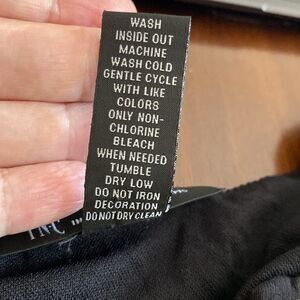 WASH
INSIDE OUT
MACHINE
WASH COLD
GENTLE CYCLE
WITH LIKE
COLORS
ONLY NON-
CHLORINE
BLEACH
WHEN NEEDED
TUMBLE
DRY LOW
DO NOT IRON
DECORATION
DO NOT DRY CLEAN